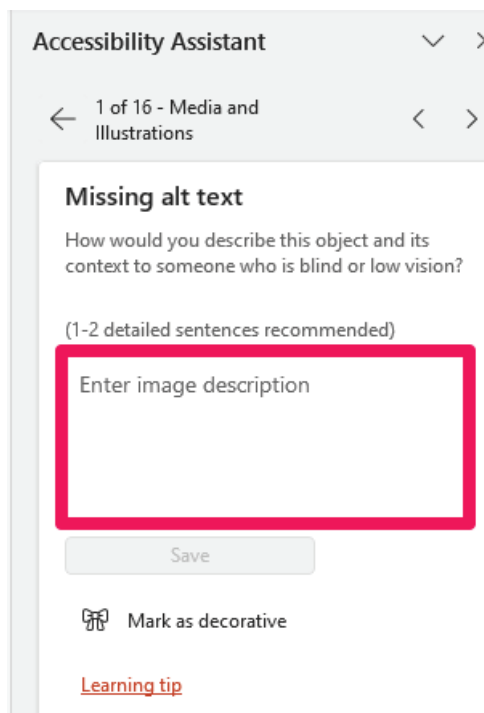 Accessibility Assistant
1 of 16 - Media and
Illustrations
Missing alt text
How would you describe this object and its
context to someone who is blind or low vision?
(1-2 detailed sentences recommended)
Enter image description
Save
Mark as decorative
Learning tip